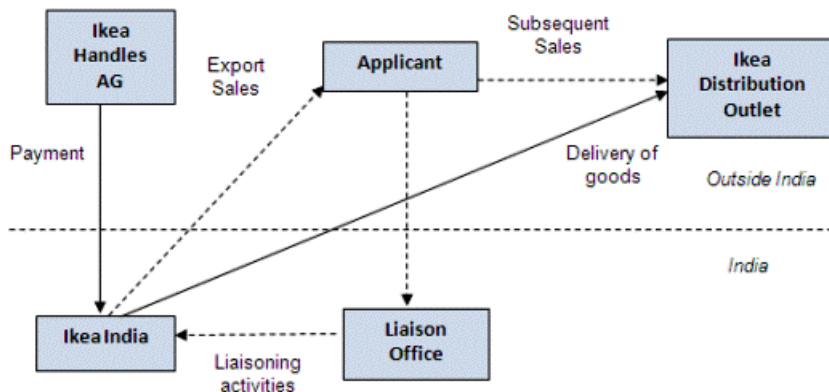 Ikea
Handles
AG
Export
Sales
Applicant
Subsequent
Sales
Ikea
Distribution
Outlet
Payment
Delivery of
goods
Outside India
India
Ikea India
Liaisoning
activities
Liaison
Office